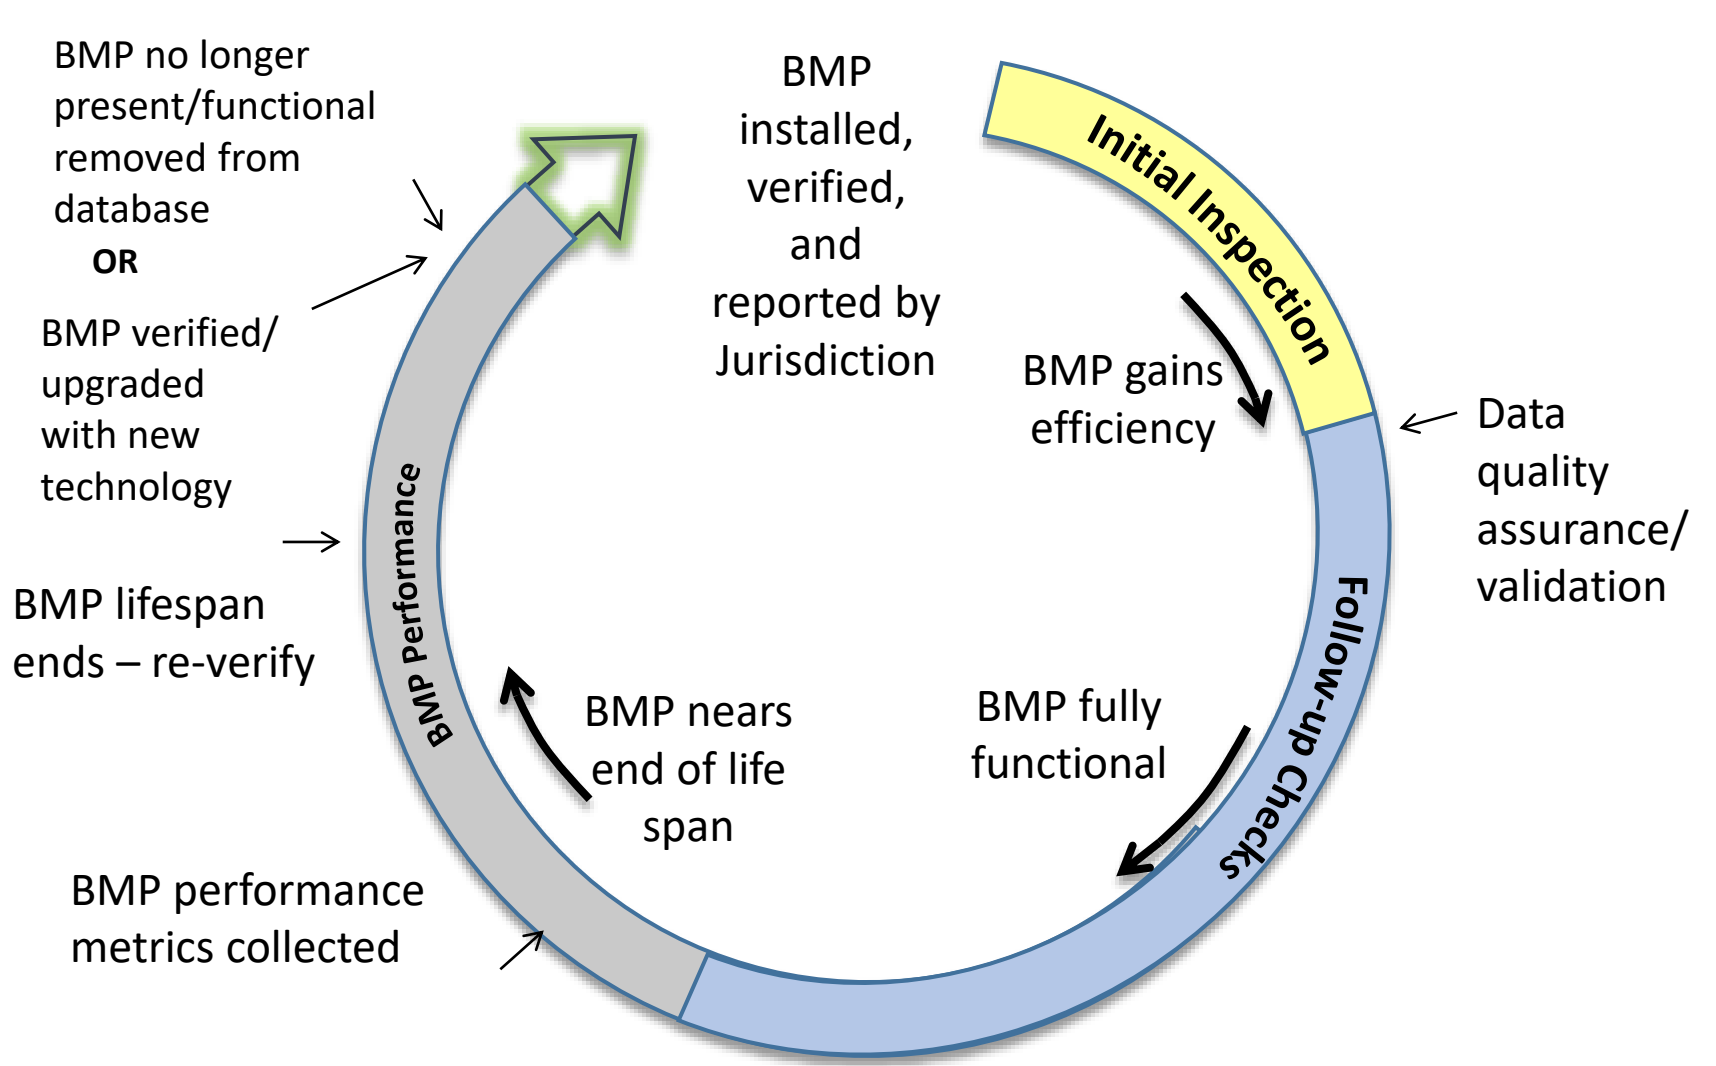 BMP no longer
present/functional
removed from
database
OR
BMP verified/
upgraded
with new
technology
BMP lifespan
ends – re-verify
BMP performance
metrics collected
BMP
installed,
verified,
and
reported by
Jurisdiction
Initial Inspection
BMP gains
efficiency
Data
quality
assurance/
validation
Follow-up Checks
BMP fully
functional
BMP nears
end of life
span
BMP Performance